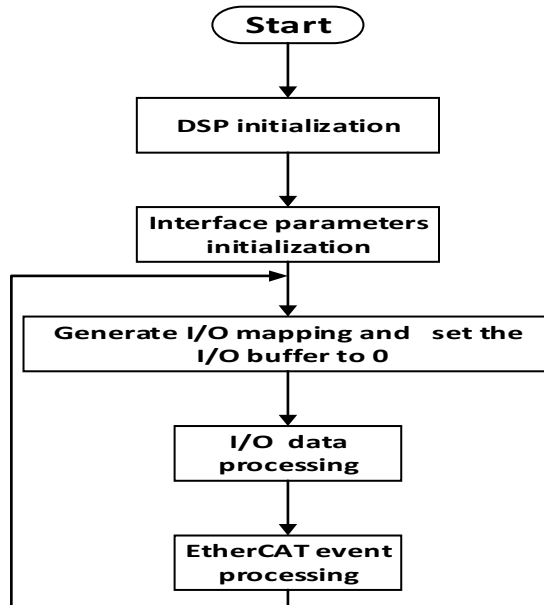 Start
DSP initialization
Interface parameters
initialization
Generate I/O mapping and set the
I/O buffer to 0
I/O data
processing
EtherCAT event
processing